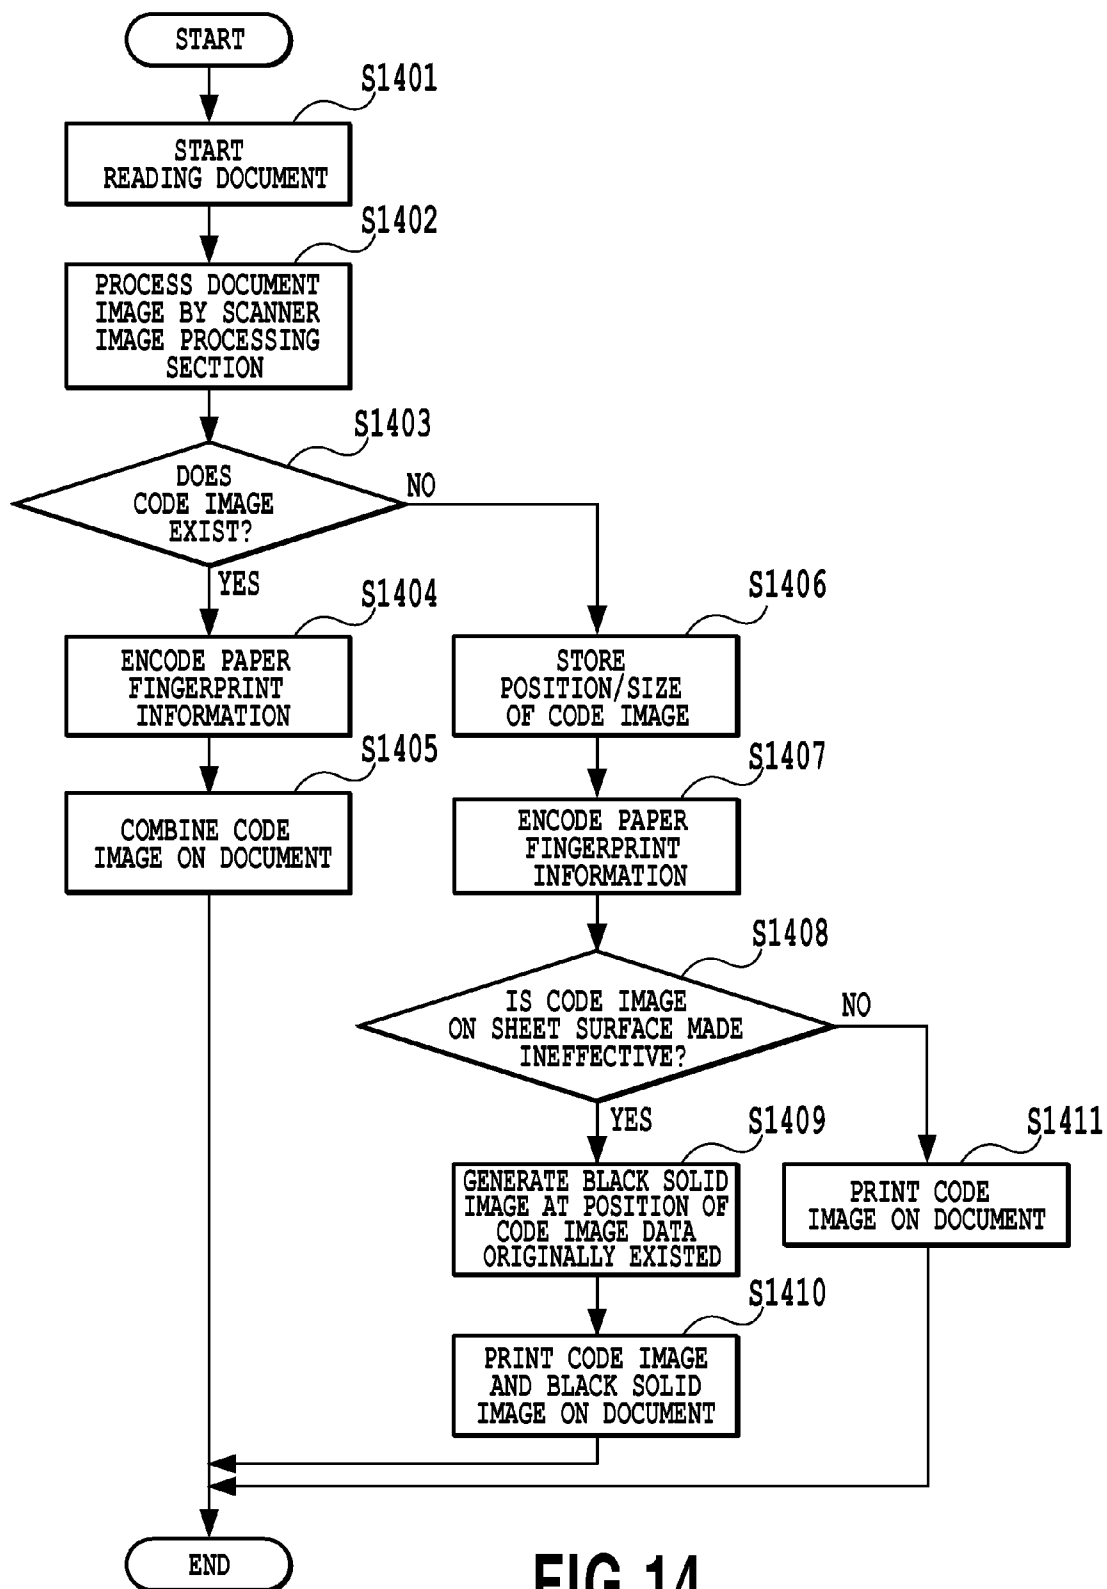 START
S1401
START
READING DOCUMENT
S1402
PROCESS DOCUMENT
IMAGE BY SCANNER
IMAGE PROCESSING
SECTION
S1403
DOES
CODE IMAGE
EXIST?
NO
YES
S1404
ENCODE PAPER
FINGERPRINT
INFORMATION
S1405
COMBINE CODE
IMAGE ON DOCUMENT
S1406
STORE
POSITION/SIZE
OF CODE IMAGE
S1407
ENCODE PAPER
FINGERPRINT
INFORMATION
S1408
IS CODE IMAGE
ON SHEET SURFACE MADE
INEFFECTIVE?
NO
YES
S1409
GENERATE BLACK SOLID
IMAGE AT POSITION OF
CODE IMAGE DATA
ORIGINALLY EXISTED
S1411
PRINT CODE
IMAGE ON DOCUMENT
S1410
PRINT CODE IMAGE
AND BLACK SOLID
IMAGE ON DOCUMENT
END
FIG.14